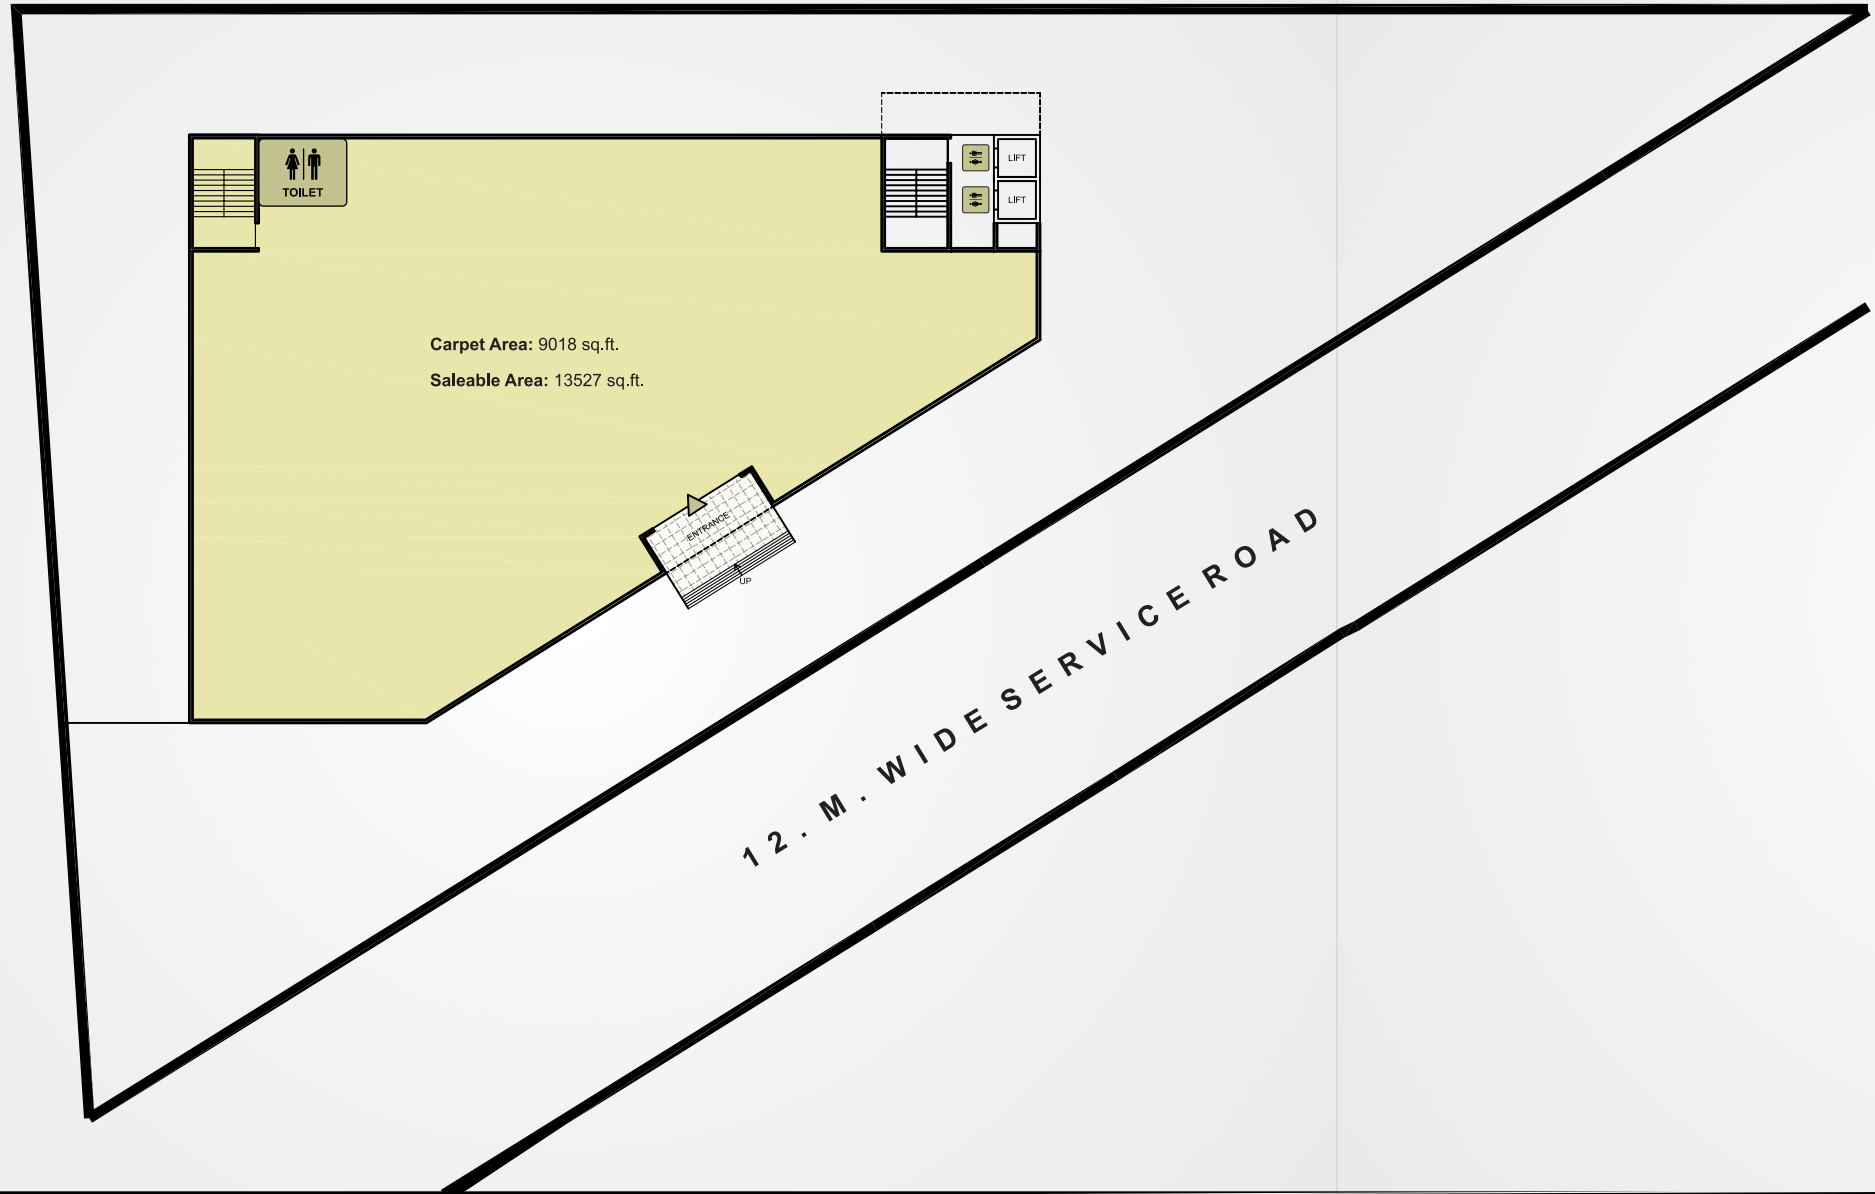 TOILET
LIFT
LIFT
Carpet Area: 9018 sq.ft.
Saleable Area: 13527 sq.ft.
ENTRANCE
UP
12. M. WIDE SERVICE ROAD